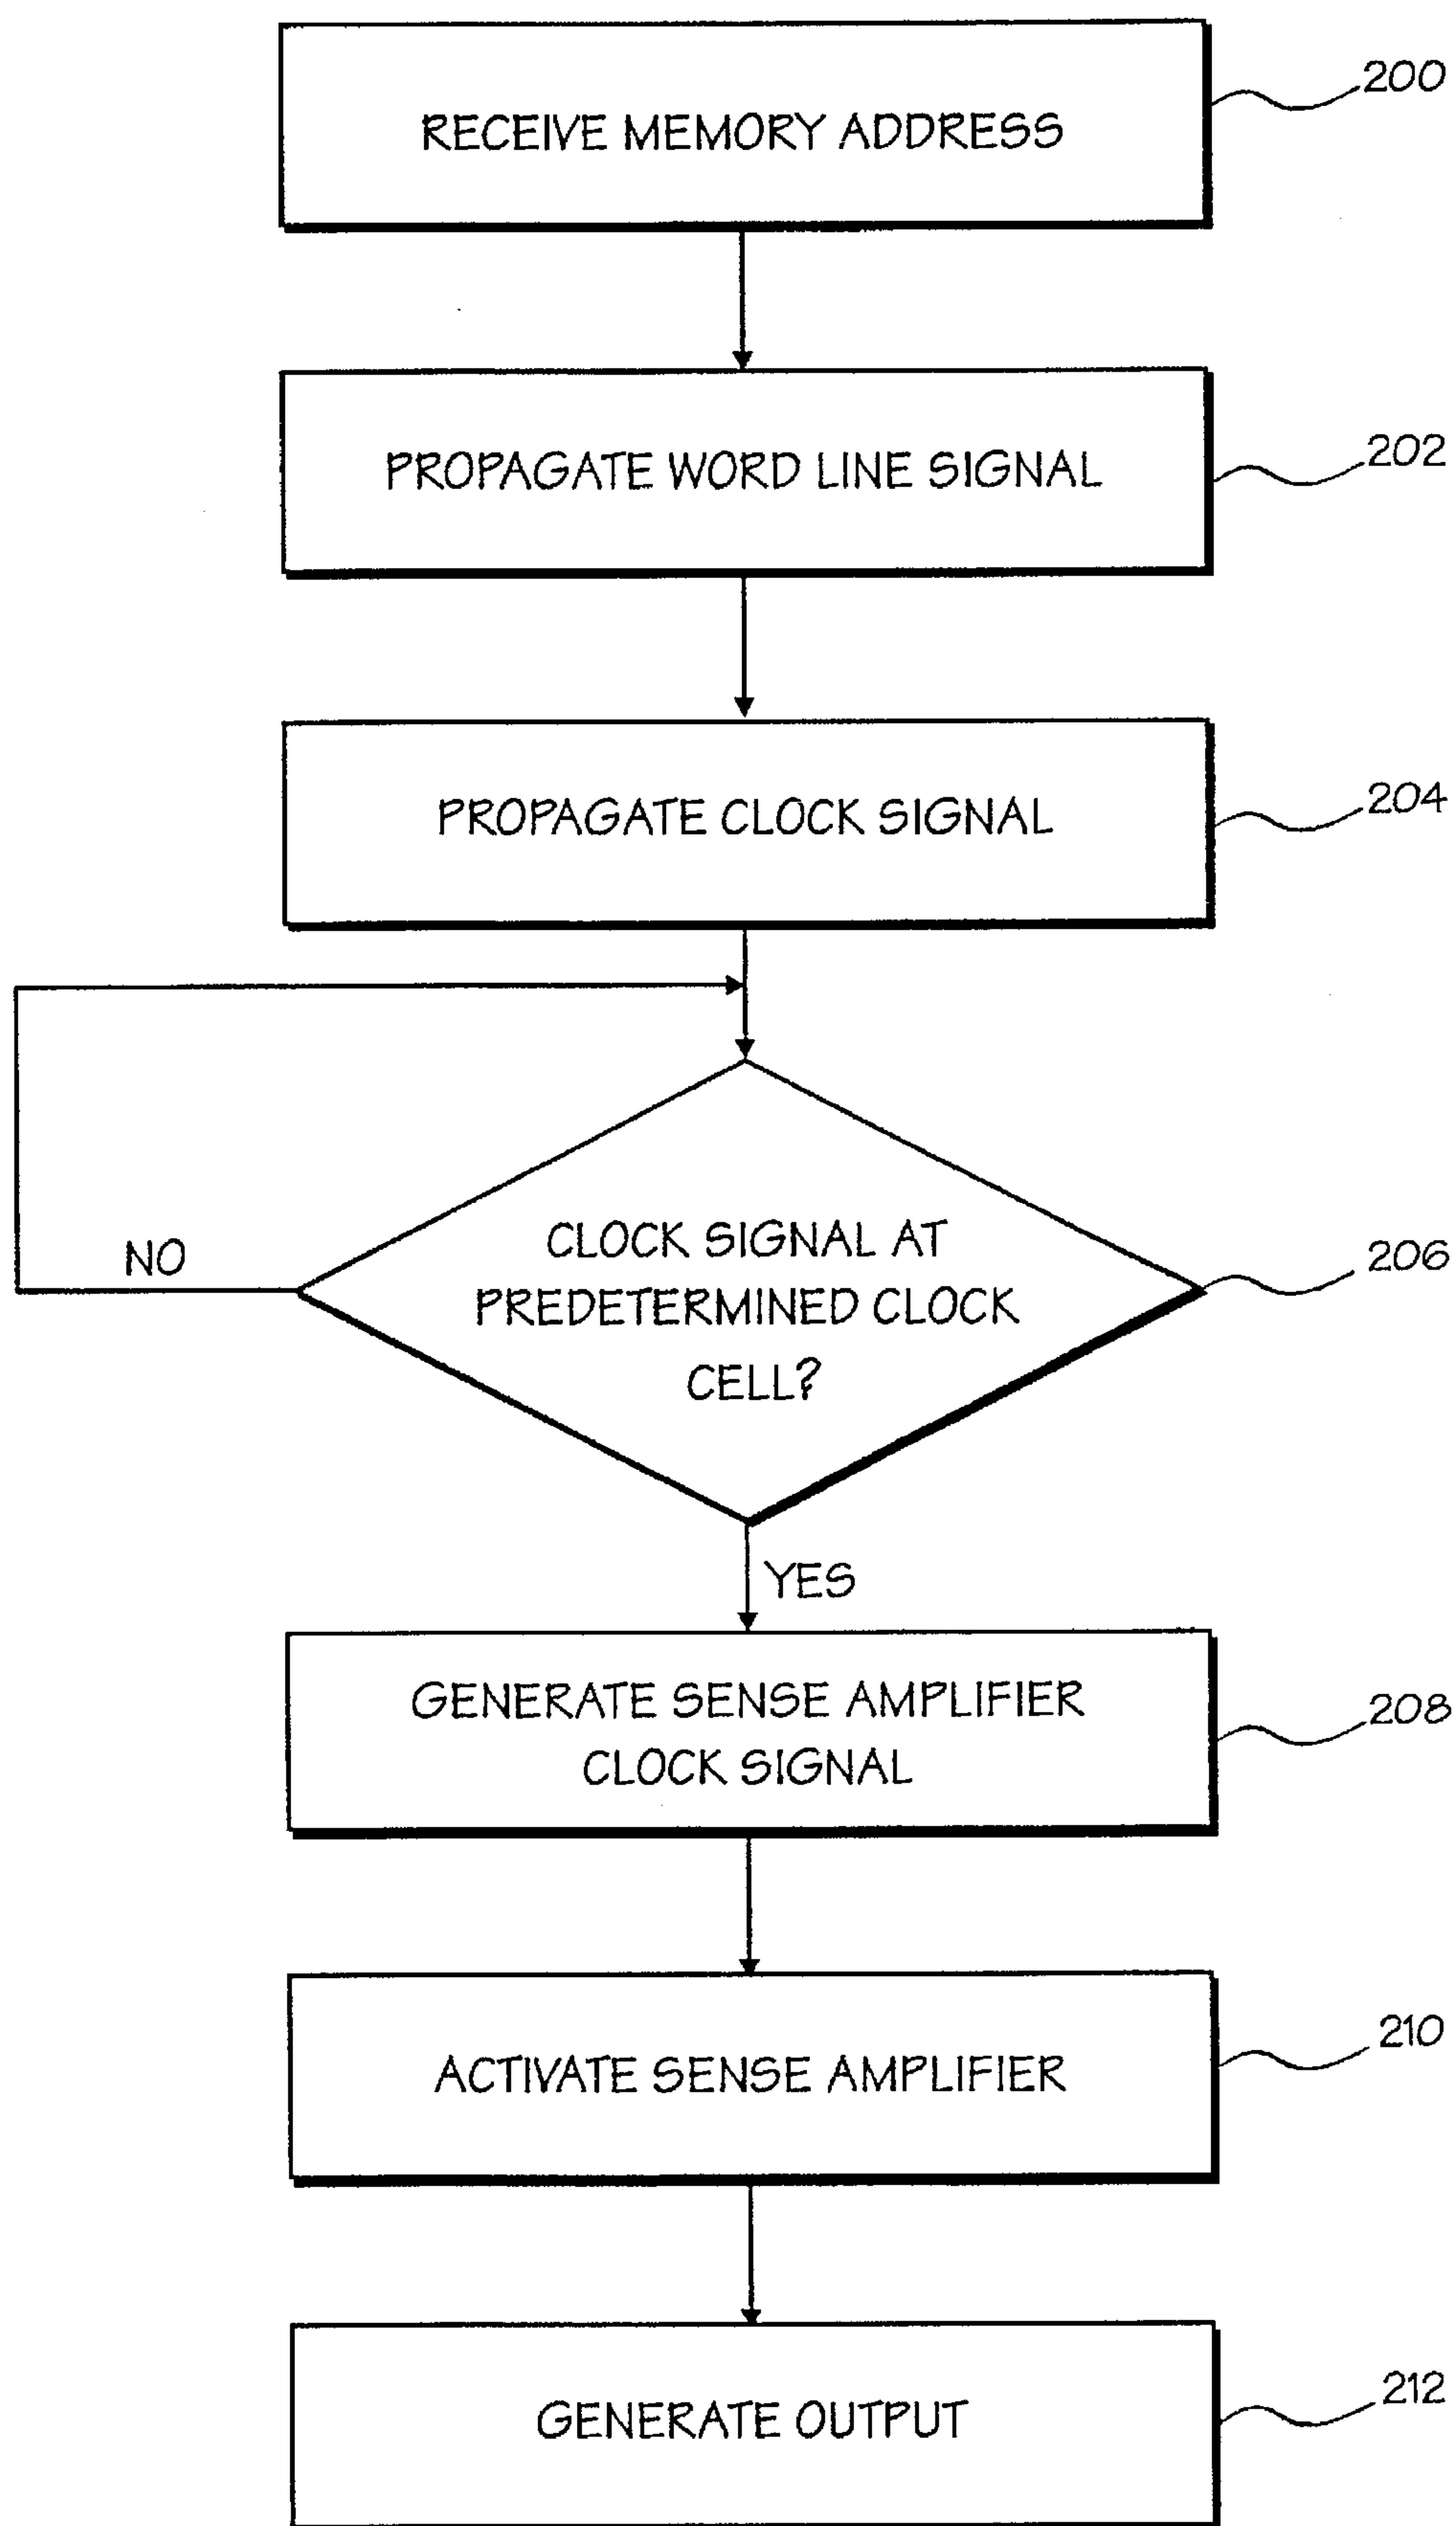 RECEIVE MEMORY ADDRESS
200
PROPAGATE WORD LINE SIGNAL
202
PROPAGATE CLOCK SIGNAL
204
CLOCK SIGNAL AT
PREDETERMINED CLOCK
CELL?
206
NO
YES
GENERATE SENSE AMPLIFIER
CLOCK SIGNAL
208
ACTIVATE SENSE AMPLIFIER
210
GENERATE OUTPUT
212